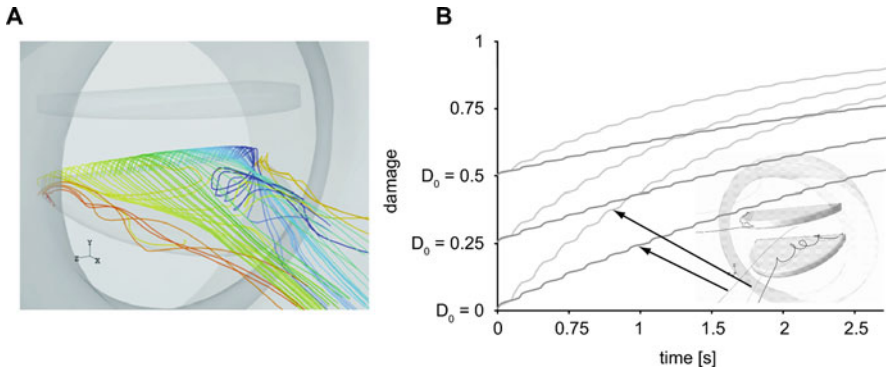 A
Y
Z
X
B
damage
1
0.75
D₀ = 0.5
D₀ = 0.25
D₀ = 0
0
0.75
1
1.5
2
2.5
time [s]